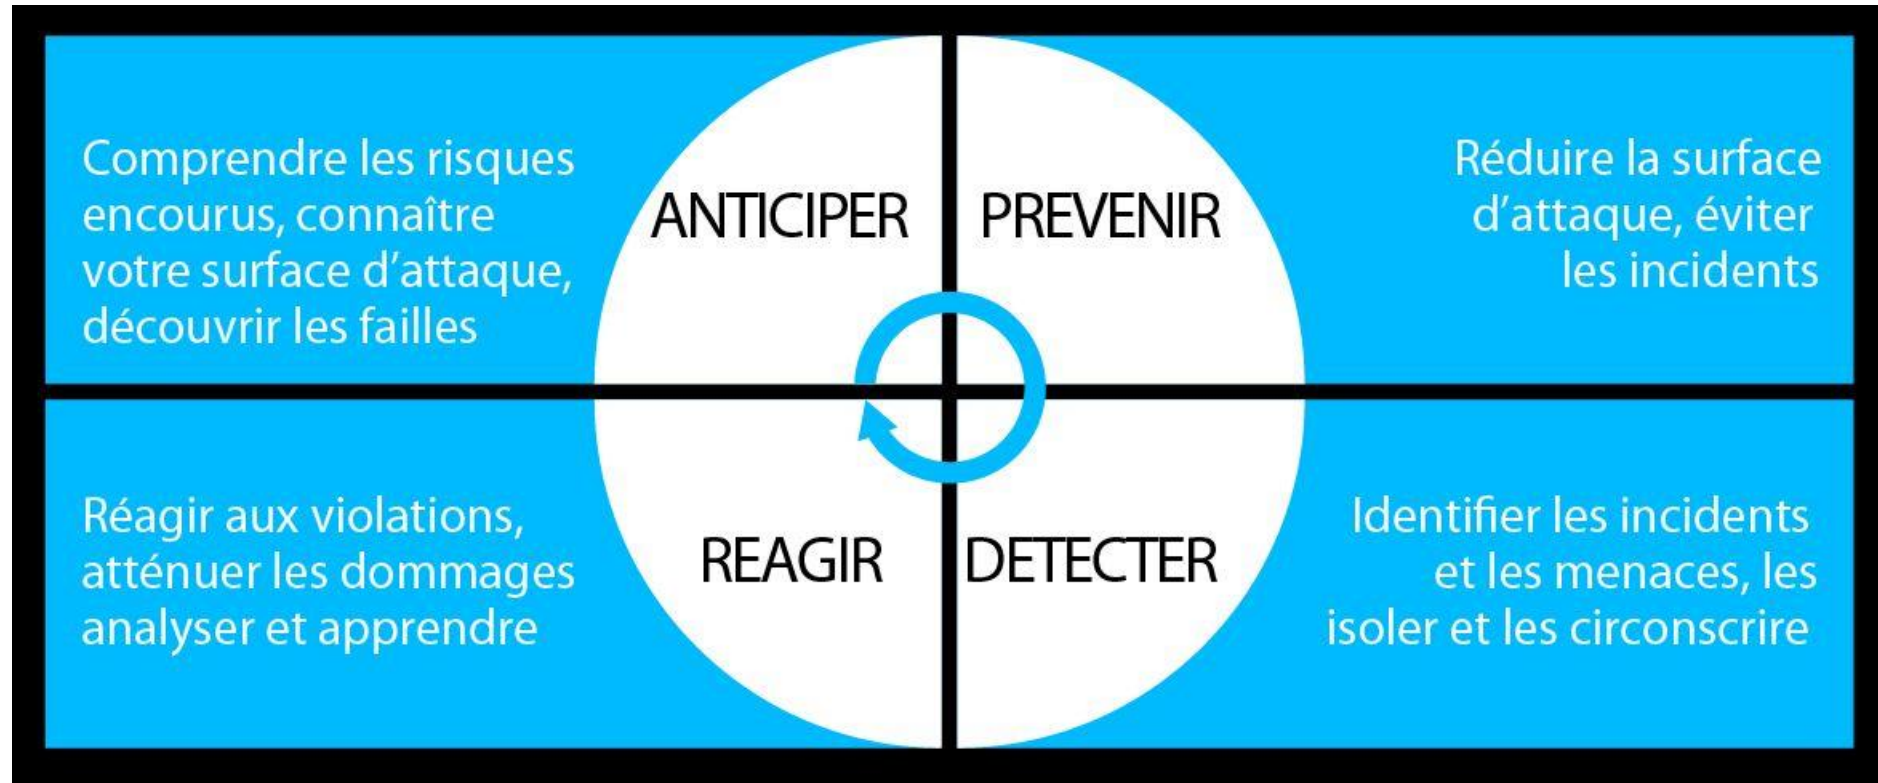 Comprendre les risques
encourus, connaître
votre surface d’attaque,
découvrir les failles
ANTICIPER
PREVENIR
Réduire la surface
d’attaque, éviter
les incidents
Réagir aux violations,
atténuer les dommages
analyser et apprendre
REAGIR
DETECTER
Identifier les incidents
et les menaces, les
isoler et les circonscrire